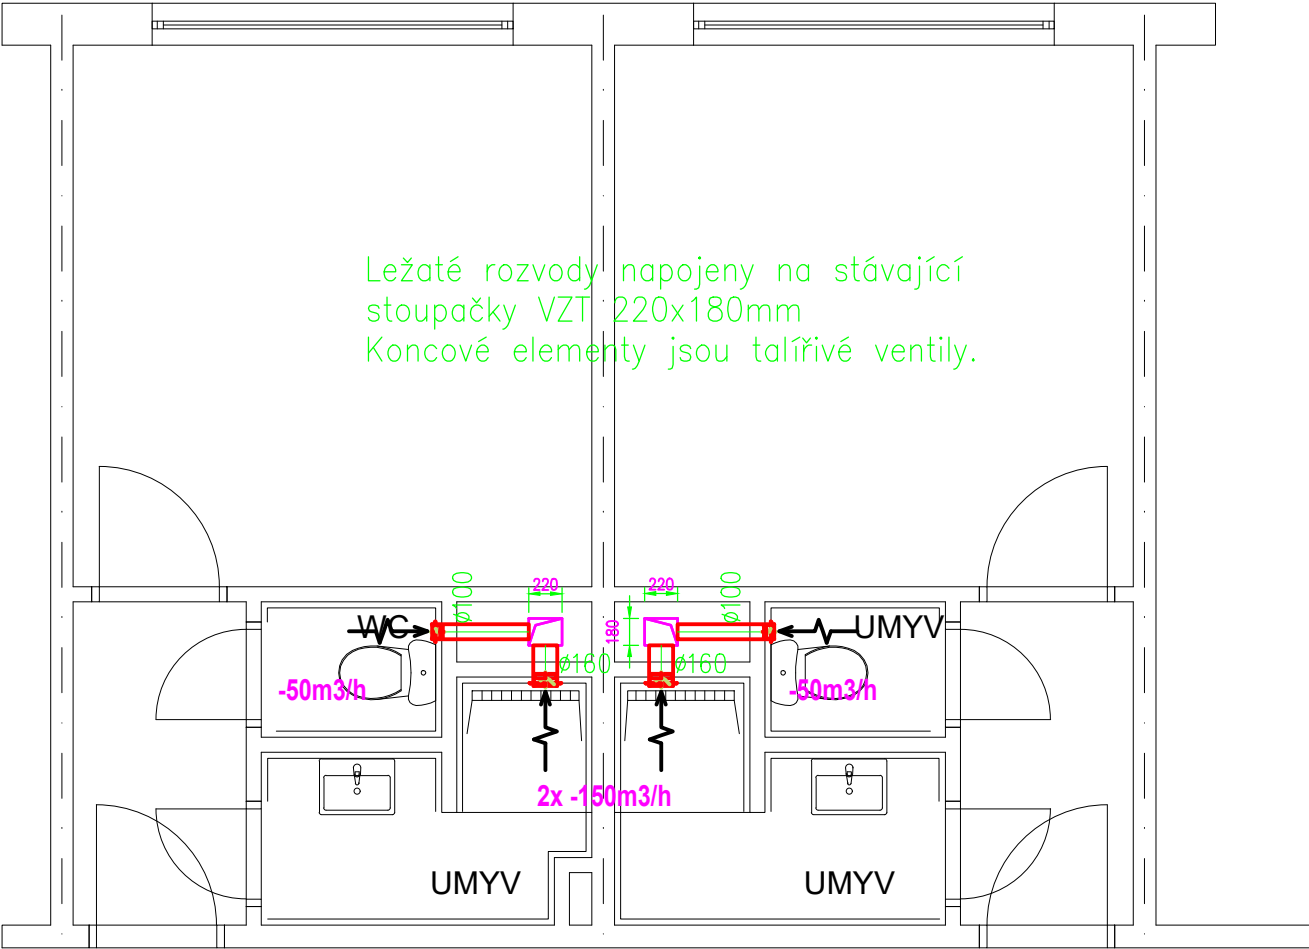 Ležaté rozvody napojeny na stávající
stoupačky VZT 220x180mm
Koncové elementy jsou talířivé ventily.
ø100
220
220
ø100
WC
180
UMYV
ø160
ø160
-50m3/h
-50m3/h
2x -150m3/h
UMYV
UMYV